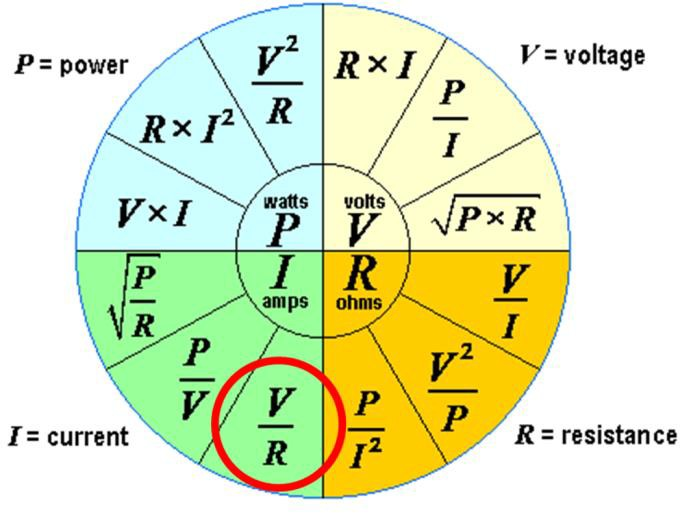 P = power
V = voltage
V²/R
R × I
R × I²
P/I
V × I
√(P × R)
watts
P
volts
V
I
amps
R
ohms
√(P/R)
V/I
P/V
V²/P
V/R
P/I²
I = current
R = resistance